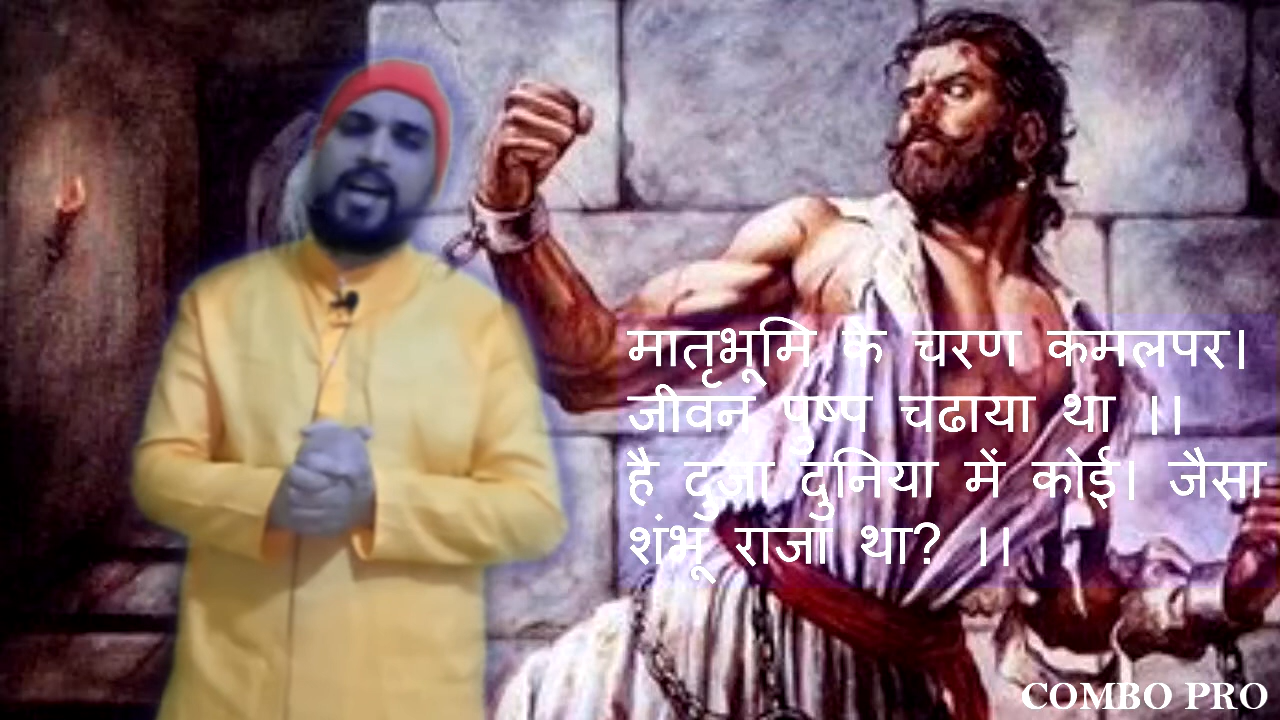 मातृभूमि के चरण कमलपर।
जीवन पुष्प चढाया था ।।
है दुजा दुनिया में कोई। जैसा
शंभू राजा था? ।।
COMBO PRO